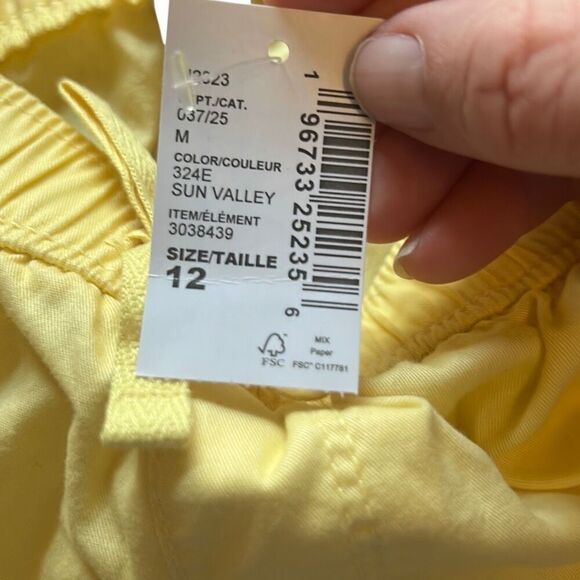 PT./CAT.
037/25
M
COLOR/COULEUR
324E
SUN VALLEY
ITEM/ÉLÉMENT
3038439
SIZE/TAILLE
12
1 96733 25235 6
FSC
MIX
Paper
FSC® C117781